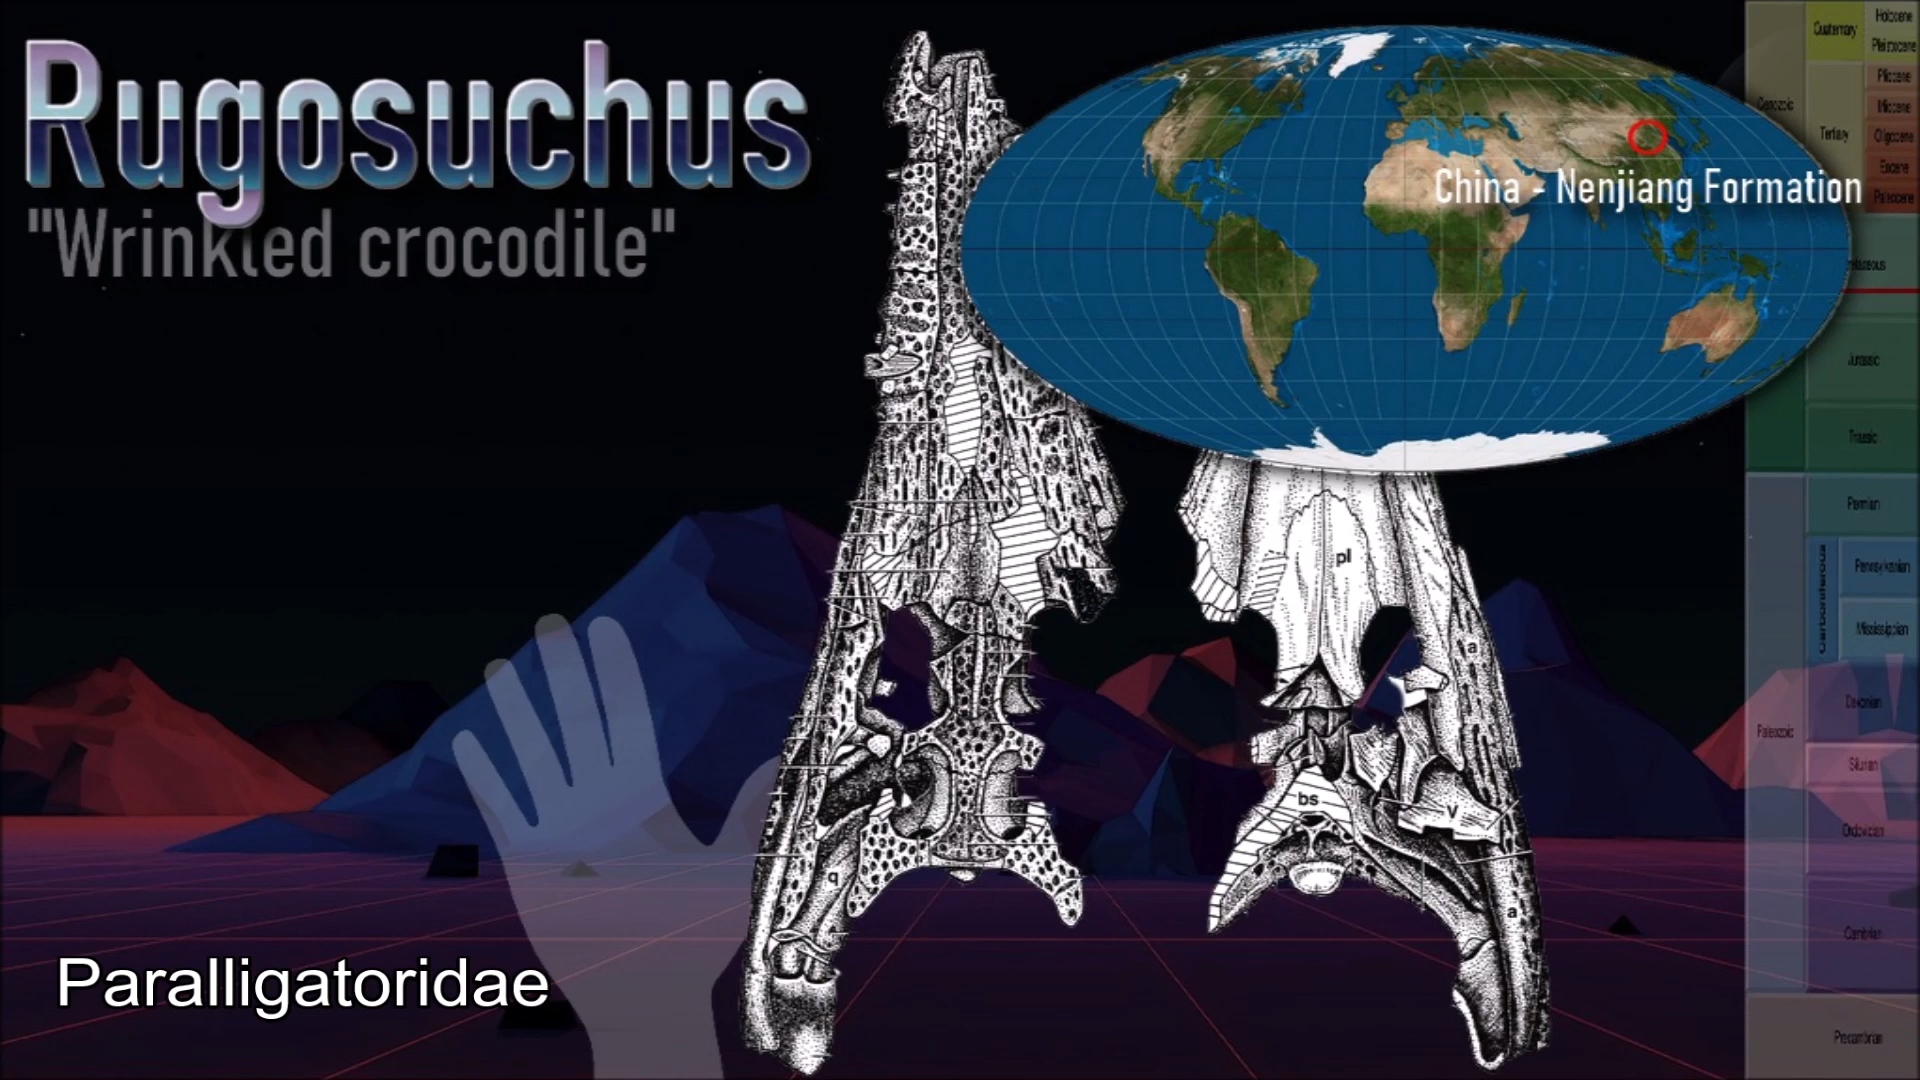 Rugosuchus
"Wrinkled crocodile"
China - Nenjiang Formation
Paralligatoridae
pl
a
bs
v
q
a
Quaternary
Holocene
Pleistocene
Cenozoic
Tertiary
Pliocene
Miocene
Oligocene
Eocene
Paleocene
Jurassic
Triassic
Paleozoic
Permian
Carboniferous
Pennsylvanian
Mississippian
Devonian
Silurian
Ordovician
Cambrian
Precambrian